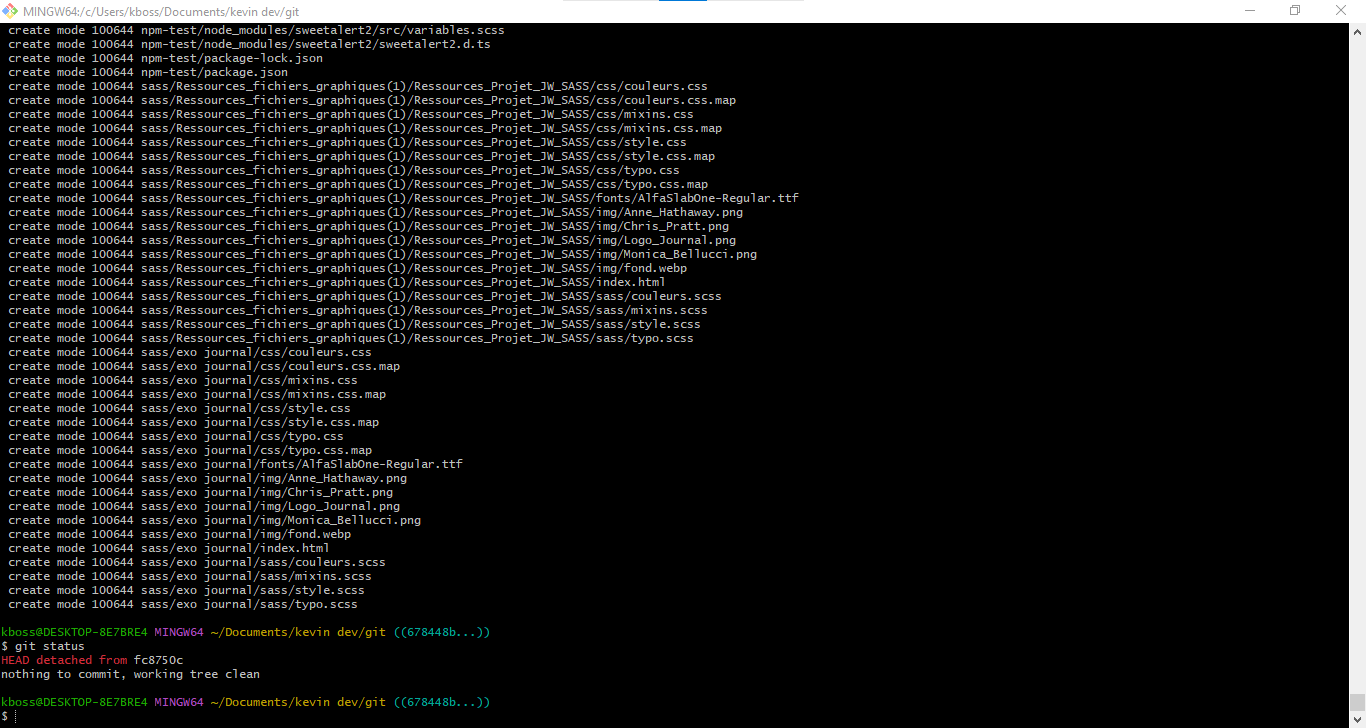 MINGW64:/c/Users/kboss/Documents/kevin dev/git
create mode 100644 npm-test/node_modules/sweetalert2/src/variables.scss
create mode 100644 npm-test/node_modules/sweetalert2/sweetalert2.d.ts
create mode 100644 npm-test/package-lock.json
create mode 100644 npm-test/package.json
create mode 100644 sass/Ressources_fichiers_graphiques(1)/Ressources_Projet_JW_SASS/css/couleurs.css
create mode 100644 sass/Ressources_fichiers_graphiques(1)/Ressources_Projet_JW_SASS/css/couleurs.css.map
create mode 100644 sass/Ressources_fichiers_graphiques(1)/Ressources_Projet_JW_SASS/css/mixins.css
create mode 100644 sass/Ressources_fichiers_graphiques(1)/Ressources_Projet_JW_SASS/css/mixins.css.map
create mode 100644 sass/Ressources_fichiers_graphiques(1)/Ressources_Projet_JW_SASS/css/style.css
create mode 100644 sass/Ressources_fichiers_graphiques(1)/Ressources_Projet_JW_SASS/css/style.css.map
create mode 100644 sass/Ressources_fichiers_graphiques(1)/Ressources_Projet_JW_SASS/css/typo.css
create mode 100644 sass/Ressources_fichiers_graphiques(1)/Ressources_Projet_JW_SASS/css/typo.css.map
create mode 100644 sass/Ressources_fichiers_graphiques(1)/Ressources_Projet_JW_SASS/fonts/AlfaSlabOne-Regular.ttf
create mode 100644 sass/Ressources_fichiers_graphiques(1)/Ressources_Projet_JW_SASS/img/Anne_Hathaway.png
create mode 100644 sass/Ressources_fichiers_graphiques(1)/Ressources_Projet_JW_SASS/img/Chris_Pratt.png
create mode 100644 sass/Ressources_fichiers_graphiques(1)/Ressources_Projet_JW_SASS/img/Logo_Journal.png
create mode 100644 sass/Ressources_fichiers_graphiques(1)/Ressources_Projet_JW_SASS/img/Monica_Bellucci.png
create mode 100644 sass/Ressources_fichiers_graphiques(1)/Ressources_Projet_JW_SASS/img/fond.webp
create mode 100644 sass/Ressources_fichiers_graphiques(1)/Ressources_Projet_JW_SASS/index.html
create mode 100644 sass/Ressources_fichiers_graphiques(1)/Ressources_Projet_JW_SASS/sass/couleurs.scss
create mode 100644 sass/Ressources_fichiers_graphiques(1)/Ressources_Projet_JW_SASS/sass/mixins.scss
create mode 100644 sass/Ressources_fichiers_graphiques(1)/Ressources_Projet_JW_SASS/sass/style.scss
create mode 100644 sass/Ressources_fichiers_graphiques(1)/Ressources_Projet_JW_SASS/sass/typo.scss
create mode 100644 sass/exo journal/css/couleurs.css
create mode 100644 sass/exo journal/css/couleurs.css.map
create mode 100644 sass/exo journal/css/mixins.css
create mode 100644 sass/exo journal/css/mixins.css.map
create mode 100644 sass/exo journal/css/style.css
create mode 100644 sass/exo journal/css/style.css.map
create mode 100644 sass/exo journal/css/typo.css
create mode 100644 sass/exo journal/css/typo.css.map
create mode 100644 sass/exo journal/fonts/AlfaSlabOne-Regular.ttf
create mode 100644 sass/exo journal/img/Anne_Hathaway.png
create mode 100644 sass/exo journal/img/Chris_Pratt.png
create mode 100644 sass/exo journal/img/Logo_Journal.png
create mode 100644 sass/exo journal/img/Monica_Bellucci.png
create mode 100644 sass/exo journal/img/fond.webp
create mode 100644 sass/exo journal/index.html
create mode 100644 sass/exo journal/sass/couleurs.scss
create mode 100644 sass/exo journal/sass/mixins.scss
create mode 100644 sass/exo journal/sass/style.scss
create mode 100644 sass/exo journal/sass/typo.scss
kboss@DESKTOP-8E7BRE4 MINGW64 ~/Documents/kevin dev/git ((678448b...))
$ git status
HEAD detached from fc8750c
nothing to commit, working tree clean
kboss@DESKTOP-8E7BRE4 MINGW64 ~/Documents/kevin dev/git ((678448b...))
$